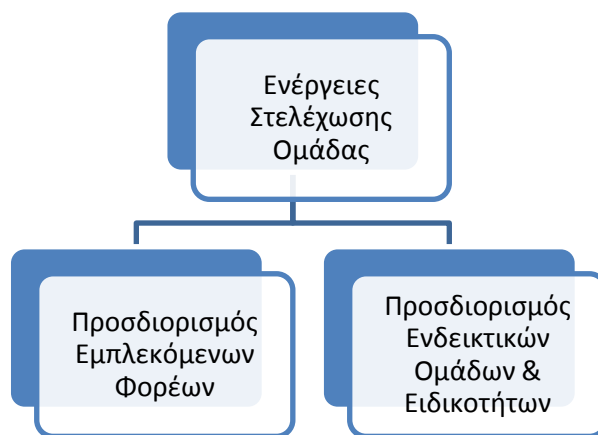 Ενέργειες
Στελέχωσης
Ομάδας
Προσδιορισμός
Εμπλεκόμενων
Φορέων
Προσδιορισμός
Ενδεικτικών
Ομάδων &
Ειδικοτήτων